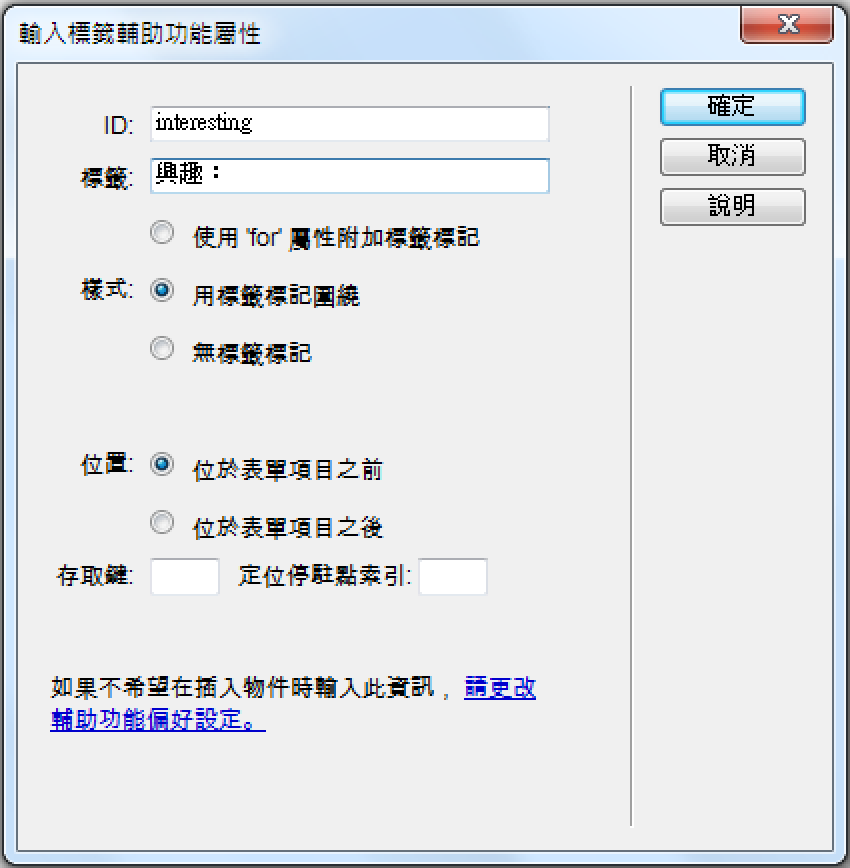 輸入標籤輔助功能屬性
ID: interesting
標籤: 興趣：
使用 'for' 屬性附加標籤標記
樣式: 用標籤標記圍繞
無標籤標記
位置: 位於表單項目之前
位於表單項目之後
存取鍵: 定位停駐點索引:
如果不希望在插入物件時輸入此資訊，請更改
輔助功能偏好設定。
確定
取消
說明